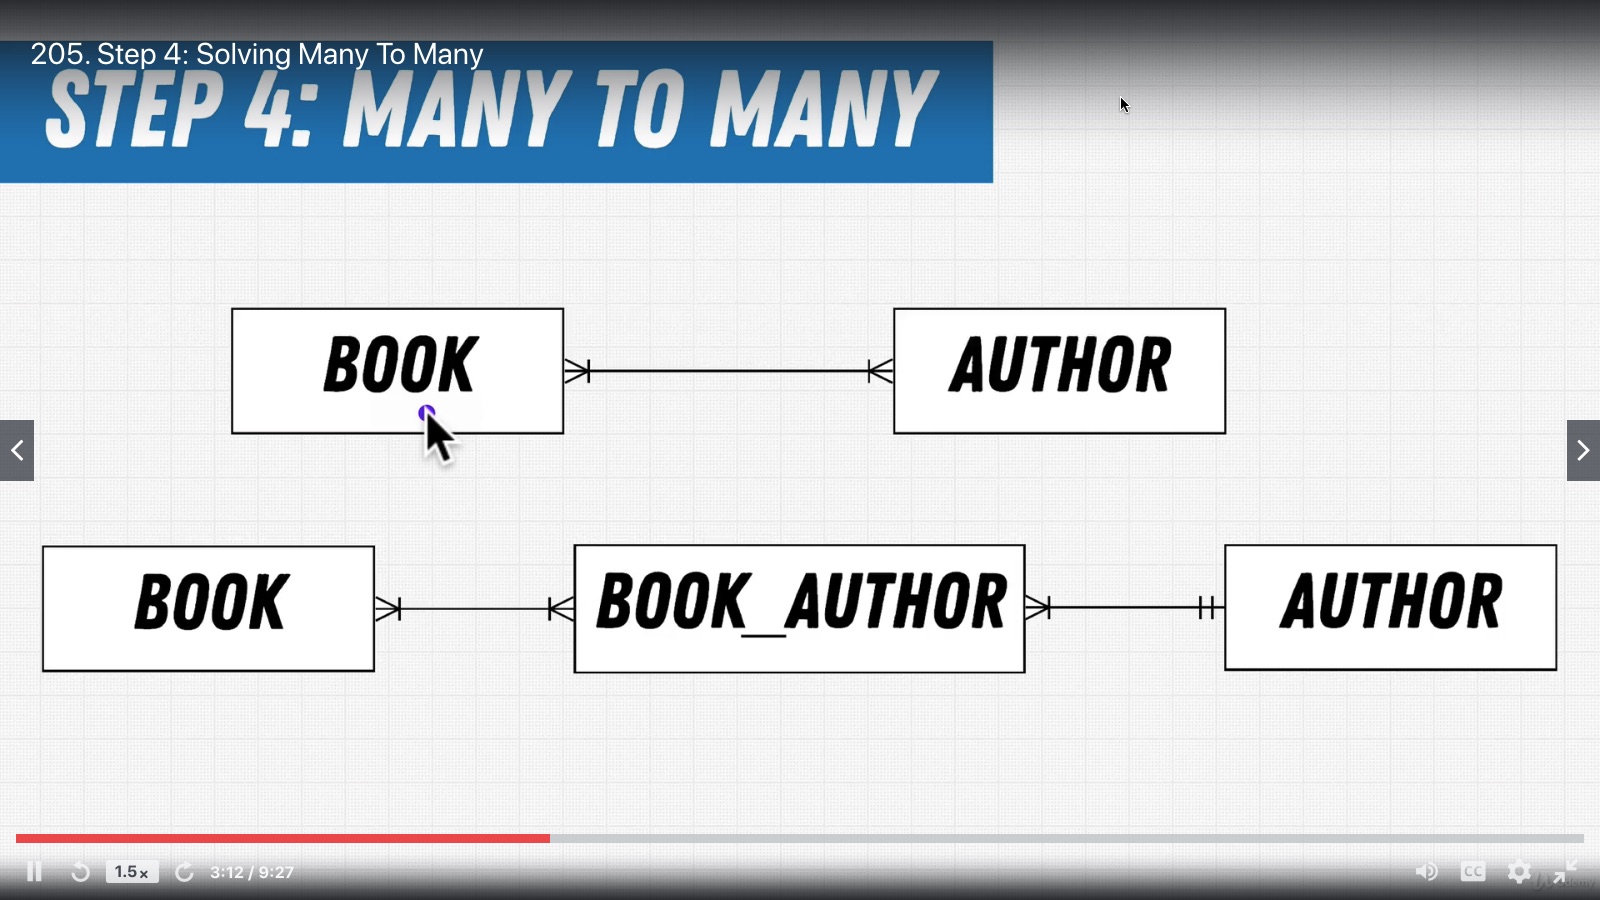 205. Step 4: Solving Many To Many
STEP 4: MANY TO MANY
BOOK
AUTHOR
BOOK
BOOK_AUTHOR
AUTHOR
1.5x
3:12 / 9:27
CC